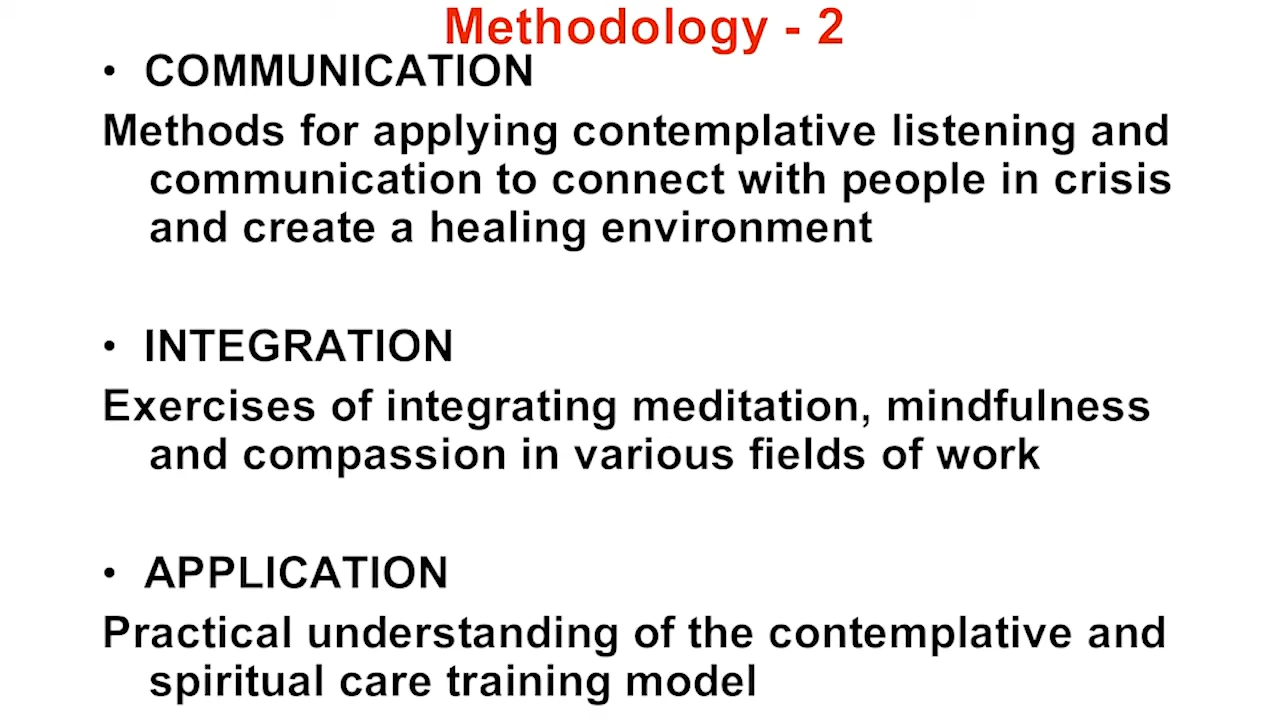 Methodology - 2
• COMMUNICATION
Methods for applying contemplative listening and
communication to connect with people in crisis
and create a healing environment
• INTEGRATION
Exercises of integrating meditation, mindfulness
and compassion in various fields of work
• APPLICATION
Practical understanding of the contemplative and
spiritual care training model